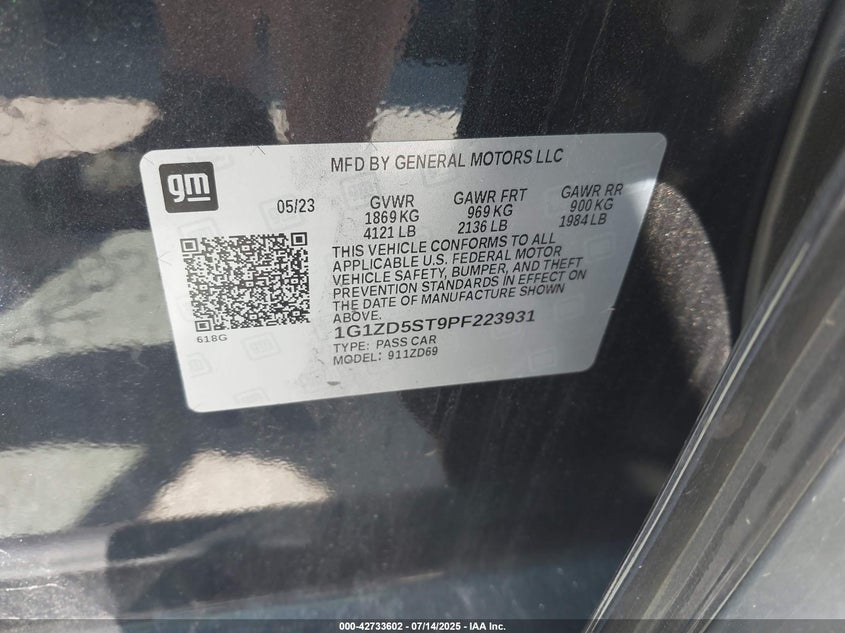 gm
MFD BY GENERAL MOTORS LLC
05/23
GVWR
1869 KG
4121 LB
GAWR FRT
969 KG
2136 LB
GAWR RR
900 KG
1984 LB
THIS VEHICLE CONFORMS TO ALL
APPLICABLE U.S. FEDERAL MOTOR
VEHICLE SAFETY, BUMPER, AND THEFT
PREVENTION STANDARDS IN EFFECT ON
THE DATE OF MANUFACTURE SHOWN
ABOVE.
618G
1G1ZD5ST9PF223931
TYPE: PASS CAR
MODEL: 911ZD69
000-42733602 - 07/14/2025 - IAA Inc.